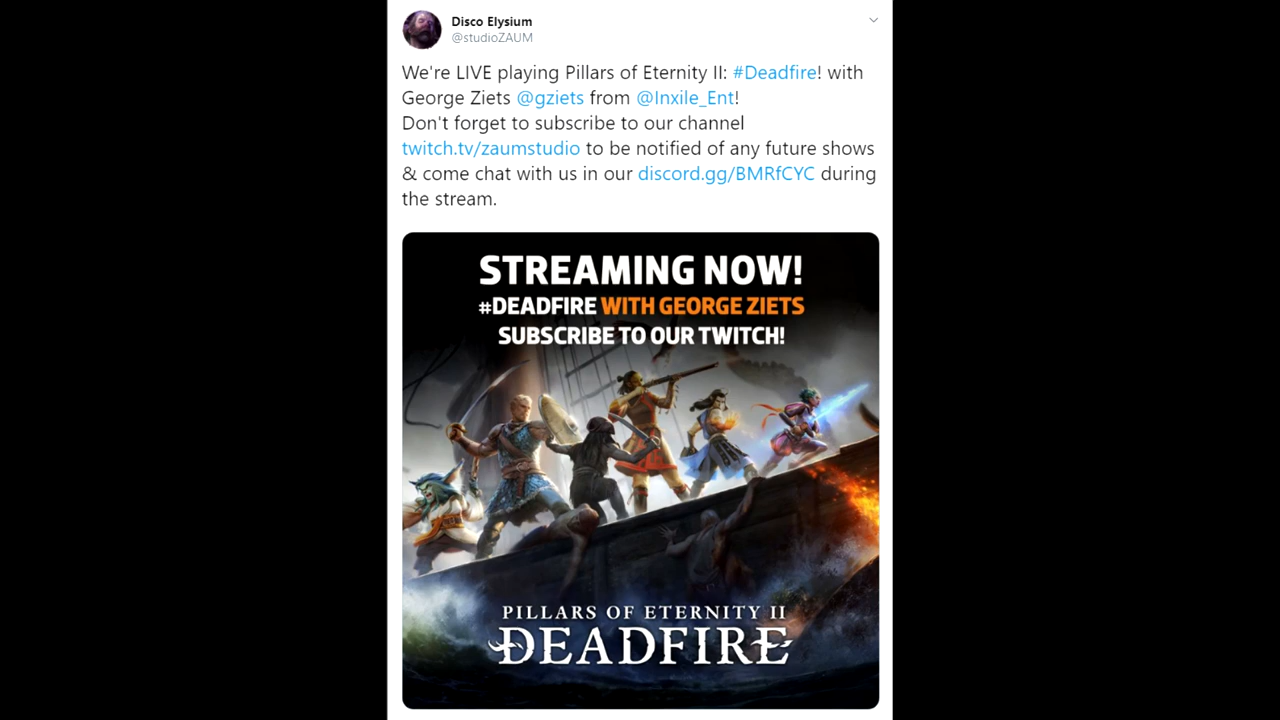 Disco Elysium
@studioZAUM
We're LIVE playing Pillars of Eternity II: #Deadfire! with
George Ziets @gziets from @Inxile_Ent!
Don't forget to subscribe to our channel
twitch.tv/zaumstudio to be notified of any future shows
& come chat with us in our discord.gg/BMRfCYC during
the stream.
STREAMING NOW!
#DEADFIRE WITH GEORGE ZIETS
SUBSCRIBE TO OUR TWITCH!
PILLARS OF ETERNITY II
DEADFIRE